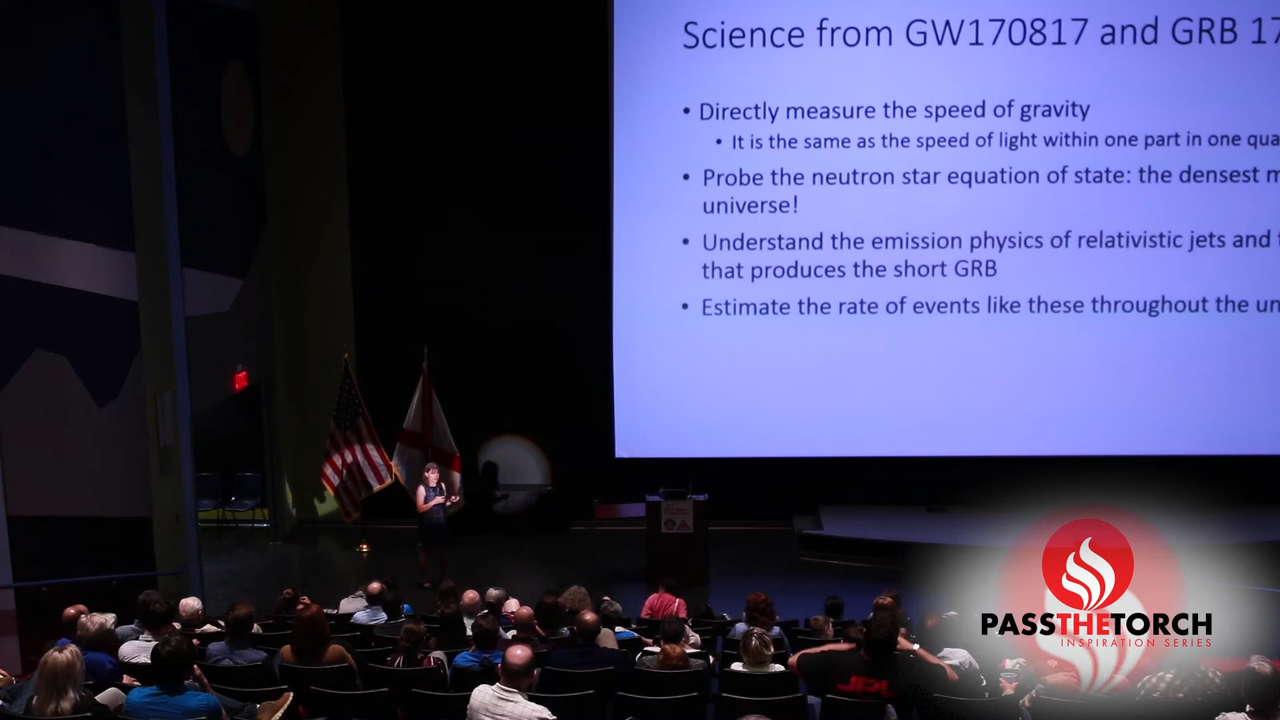 Science from GW170817 and GRB 17
• Directly measure the speed of gravity
• It is the same as the speed of light within one part in one qua
• Probe the neutron star equation of state: the densest m
universe!
• Understand the emission physics of relativistic jets and
that produces the short GRB
• Estimate the rate of events like these throughout the un
EXIT
JPL
PASSTHETORCH
INSPIRATION SERIES